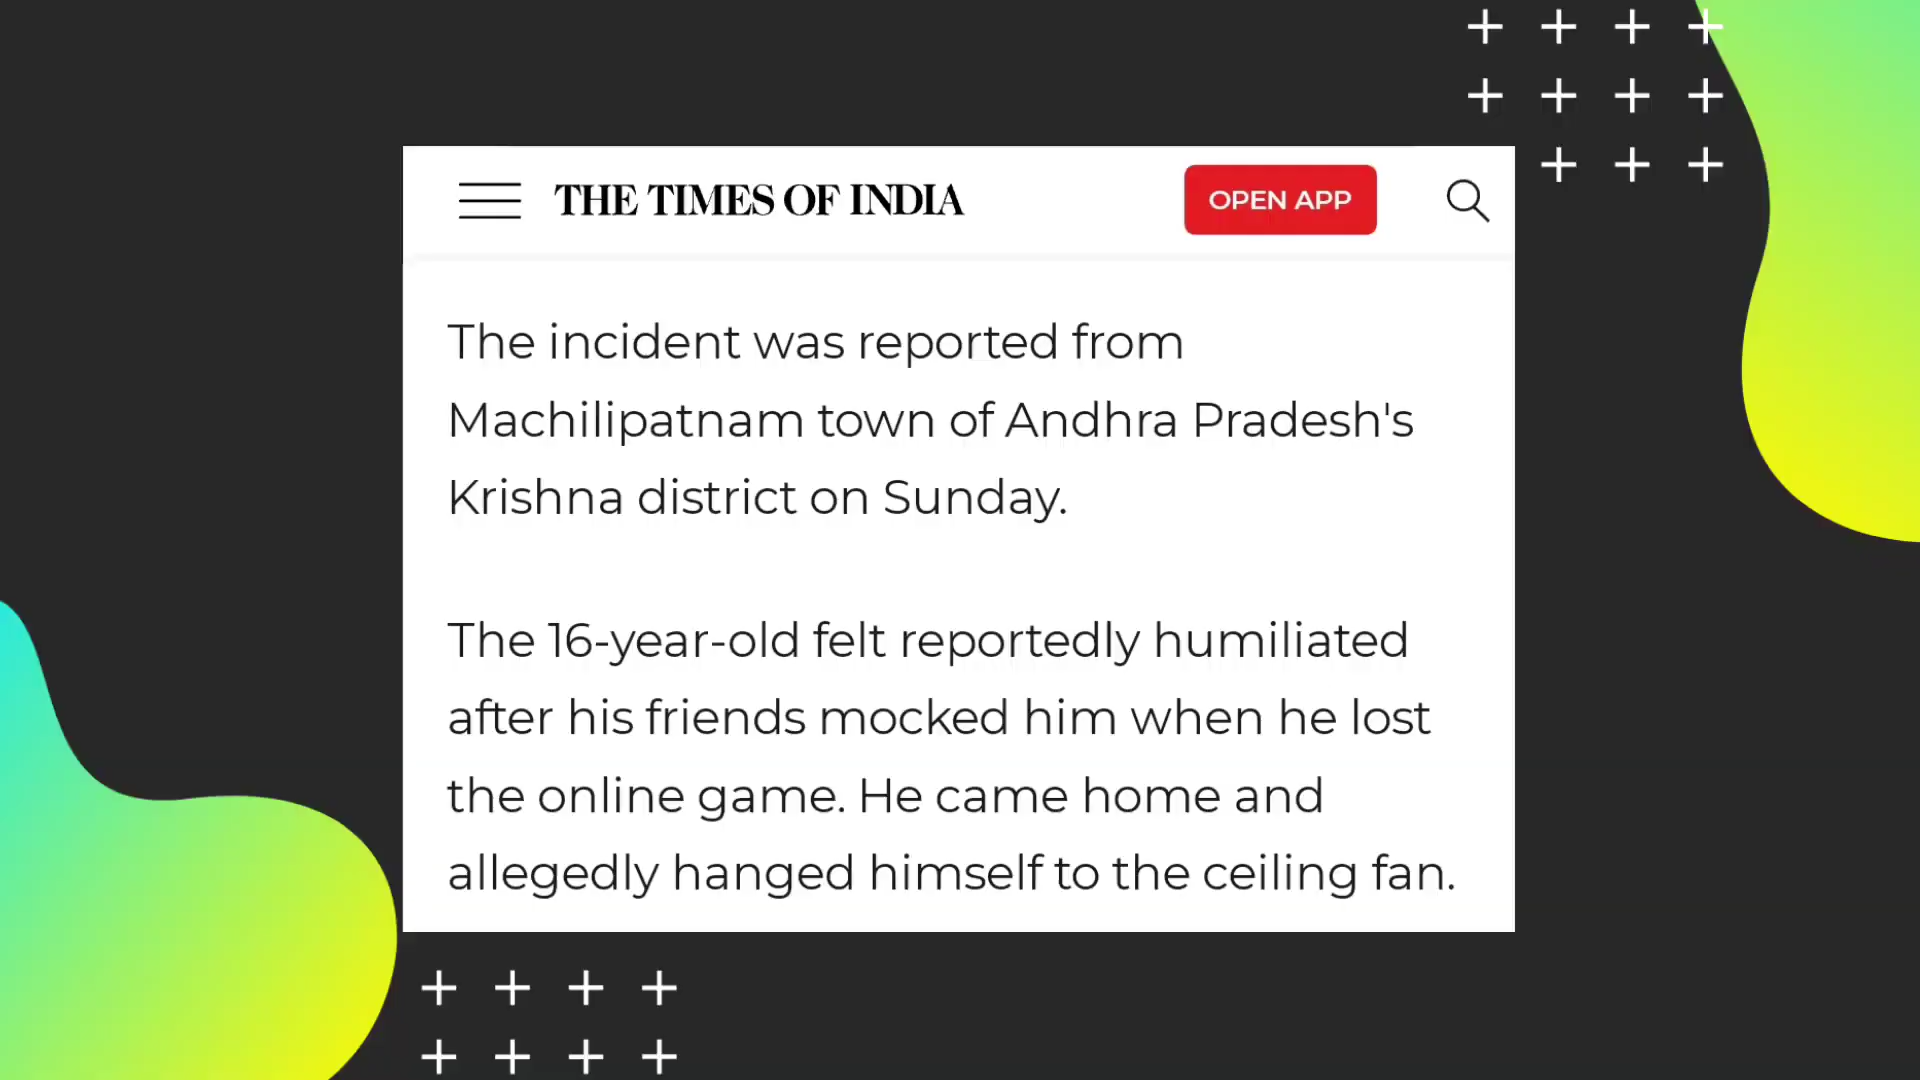 THE TIMES OF INDIA
OPEN APP
The incident was reported from
Machilipatnam town of Andhra Pradesh's
Krishna district on Sunday.
The 16-year-old felt reportedly humiliated
after his friends mocked him when he lost
the online game. He came home and
allegedly hanged himself to the ceiling fan.